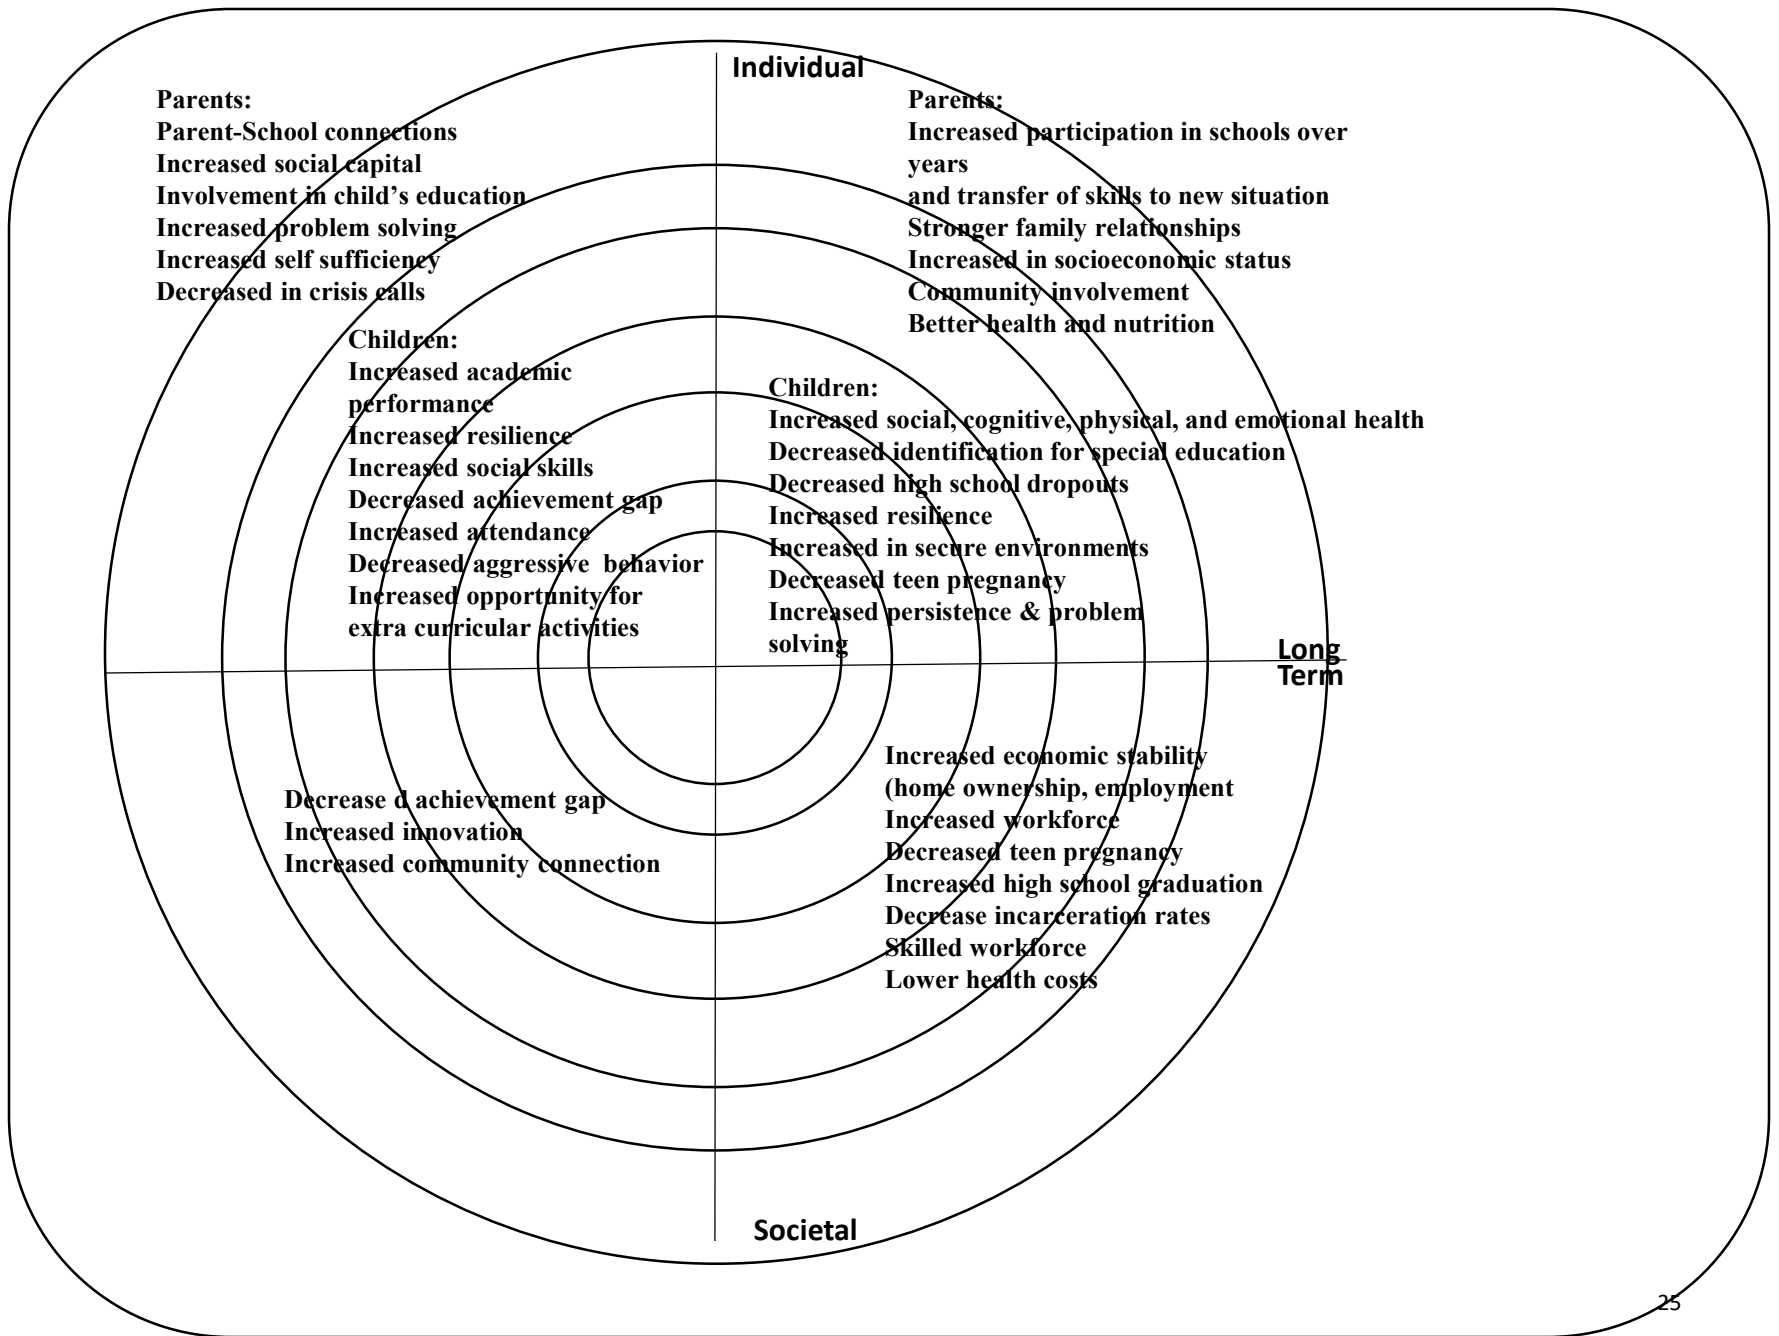 Individual
Parents:
Parent-School connections
Increased social capital
Involvement in child’s education
Increased problem solving
Increased self sufficiency
Decreased in crisis calls
Parents:
Increased participation in schools over
years
and transfer of skills to new situation
Stronger family relationships
Increased in socioeconomic status
Community involvement
Better health and nutrition
Children:
Increased academic
performance
Increased resilience
Increased social skills
Decreased achievement gap
Increased attendance
Decreased aggressive  behavior
Increased opportunity for
extra curricular activities
Children:
Increased social, cognitive, physical, and emotional health
Decreased identification for special education
Decreased high school dropouts
Increased resilience
Increased in secure environments
Decreased teen pregnancy
Increased persistence & problem
solving
Long
Term
Decrease d achievement gap
Increased innovation
Increased community connection
Increased economic stability
(home ownership, employment
Increased workforce
Decreased teen pregnancy
Increased high school graduation
Decrease incarceration rates
Skilled workforce
Lower health costs
Societal
25